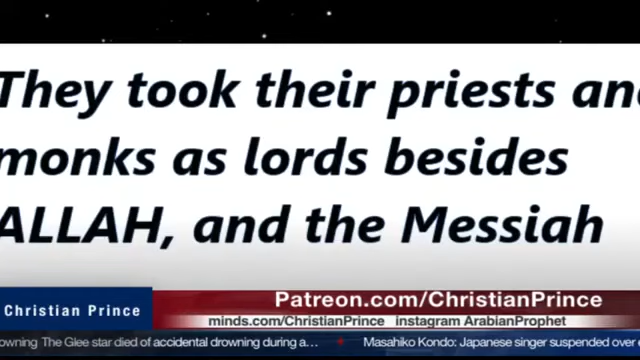 They took their priests and
monks as lords besides
ALLAH, and the Messiah
Christian Prince
Patreon.com/ChristianPrince
minds.com/ChristianPrince instagram ArabianProphet
owning The Glee star died of accidental drowning during a... Masahiko Kondo: Japanese singer suspended over